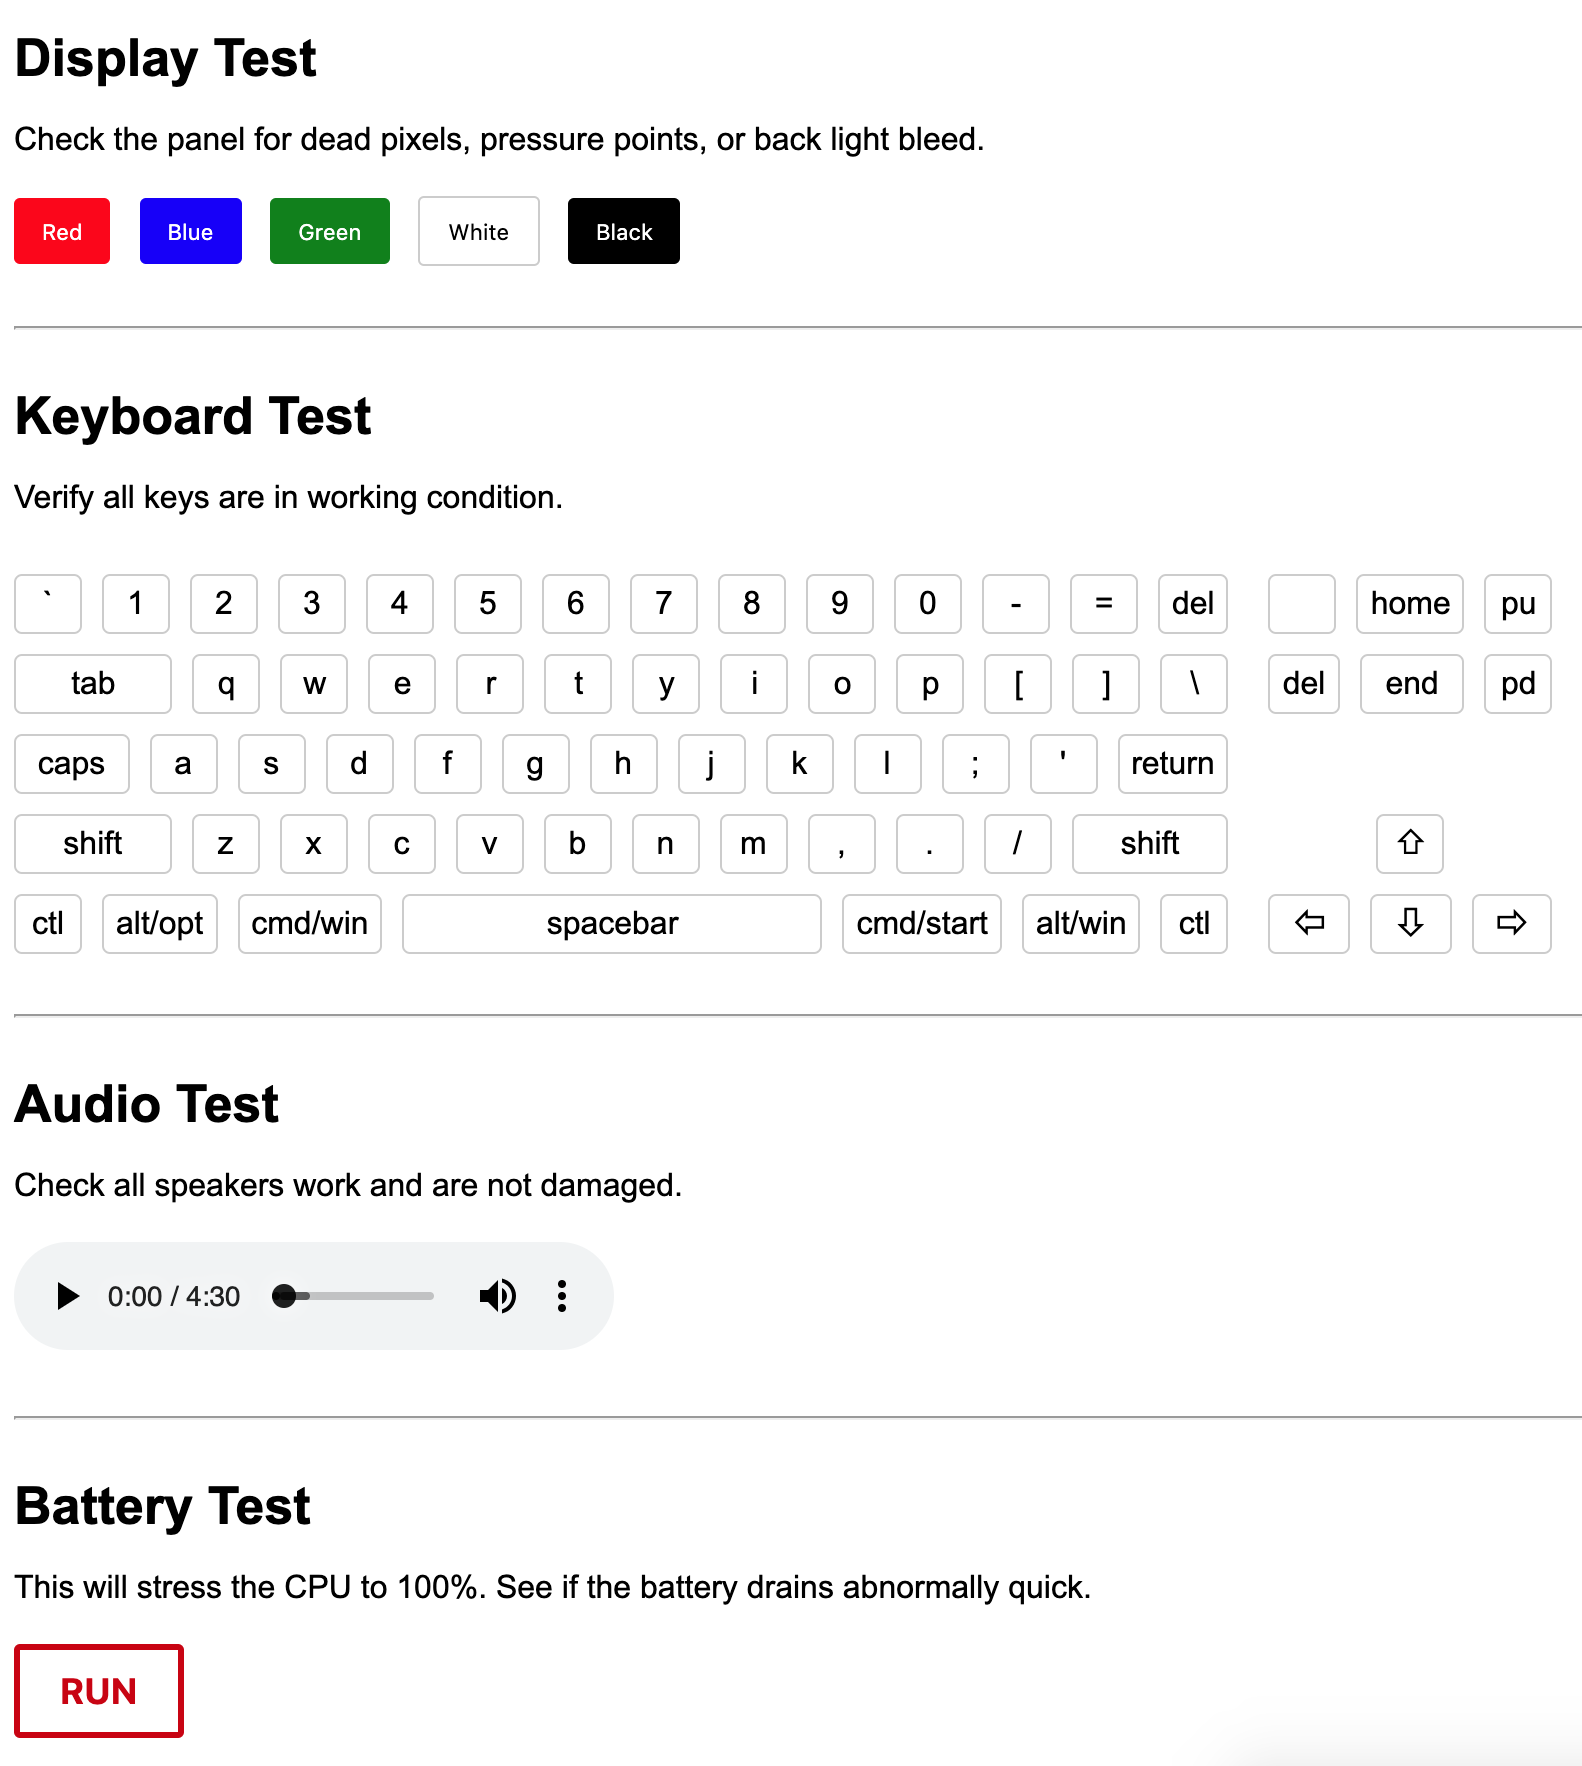 Display Test
Check the panel for dead pixels, pressure points, or back light bleed.
Red Blue Green White Black
Keyboard Test
Verify all keys are in working condition.
` 1 2 3 4 5 6 7 8 9 0 - = del home pu
tab q w e r t y i o p [ ] \ del end pd
caps a s d f g h j k l ; ' return
shift z x c v b n m , . / shift ⇧
ctl alt/opt cmd/win spacebar cmd/start alt/win ctl ⇦ ⇩ ⇨
Audio Test
Check all speakers work and are not damaged.
0:00 / 4:30
Battery Test
This will stress the CPU to 100%. See if the battery drains abnormally quick.
RUN